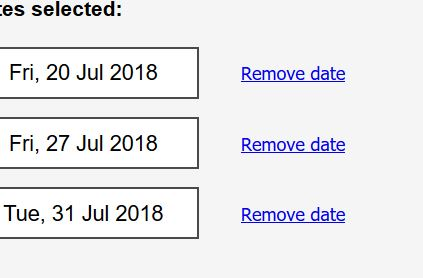 tes selected:
Fri, 20 Jul 2018 Remove date
Fri, 27 Jul 2018 Remove date
Tue, 31 Jul 2018 Remove date